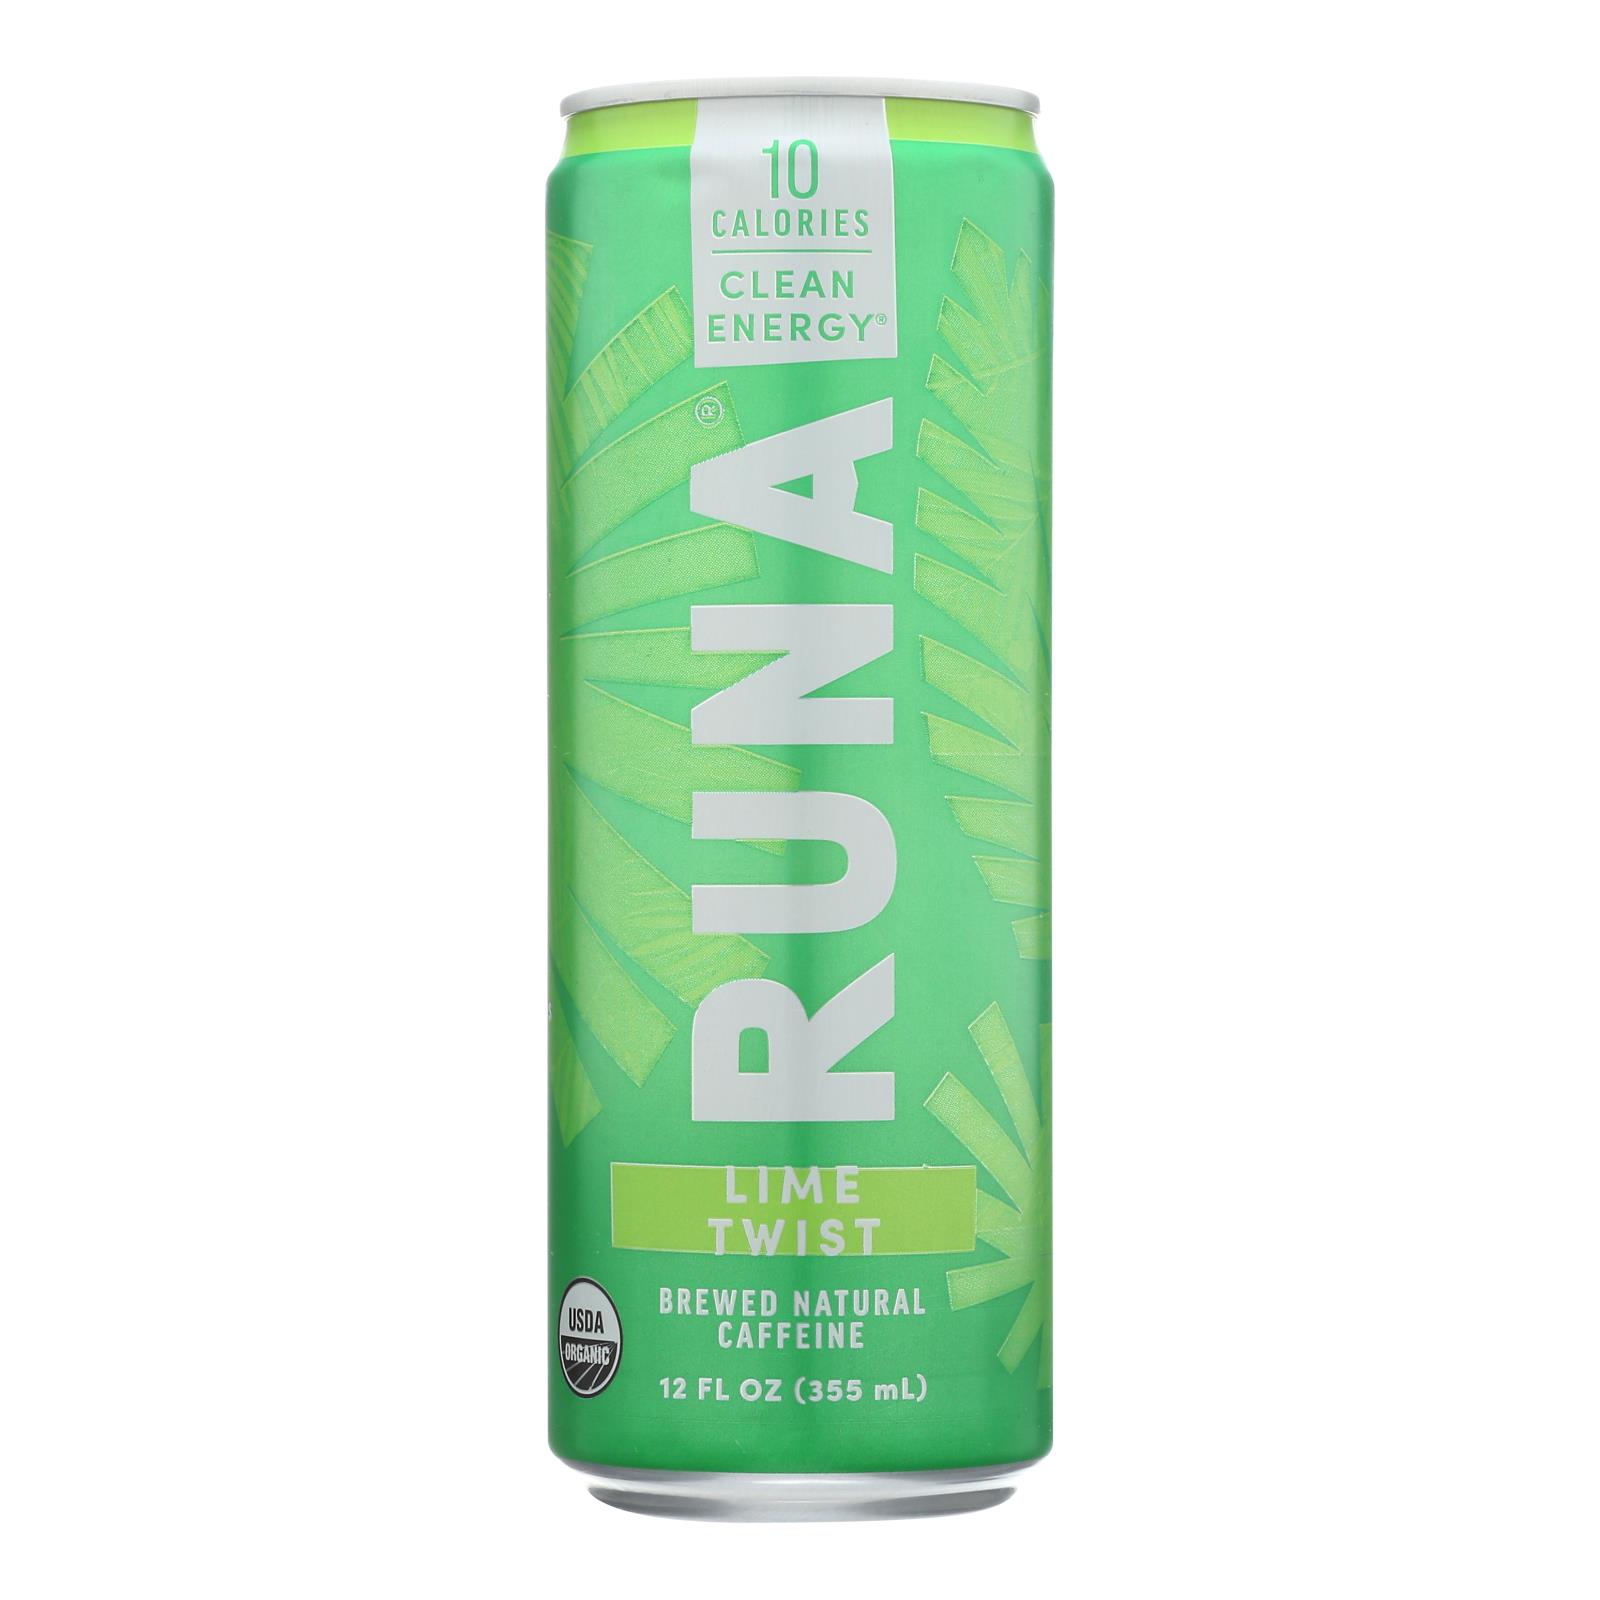 10
CALORIES
CLEAN
ENERGY®
RUNA®
LIME
TWIST
BREWED NATURAL
CAFFEINE
12 FL OZ (355 mL)
USDA
ORGANIC